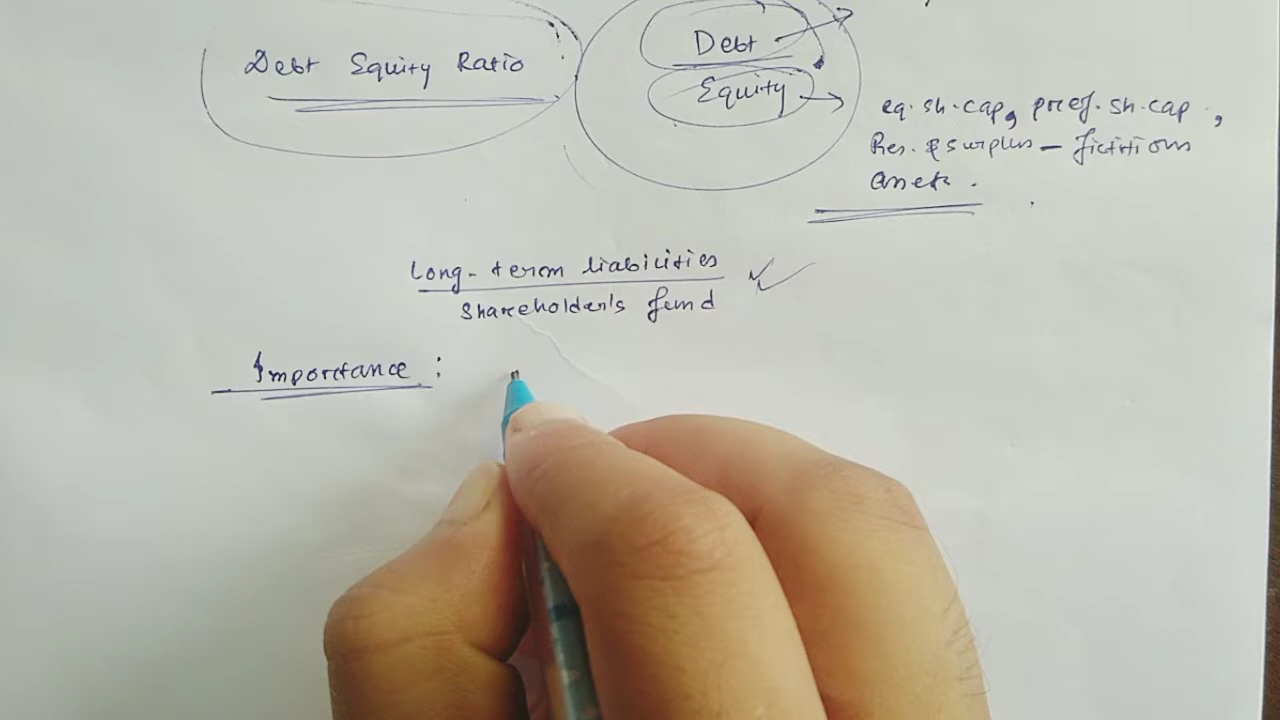 Debt Equity Ratio
Debt
Equity
eq. sh. cap, pref. sh. cap,
Res. & surplus - fictitious
assets.
Long-term liabilities
Shareholder's fund
Importance :